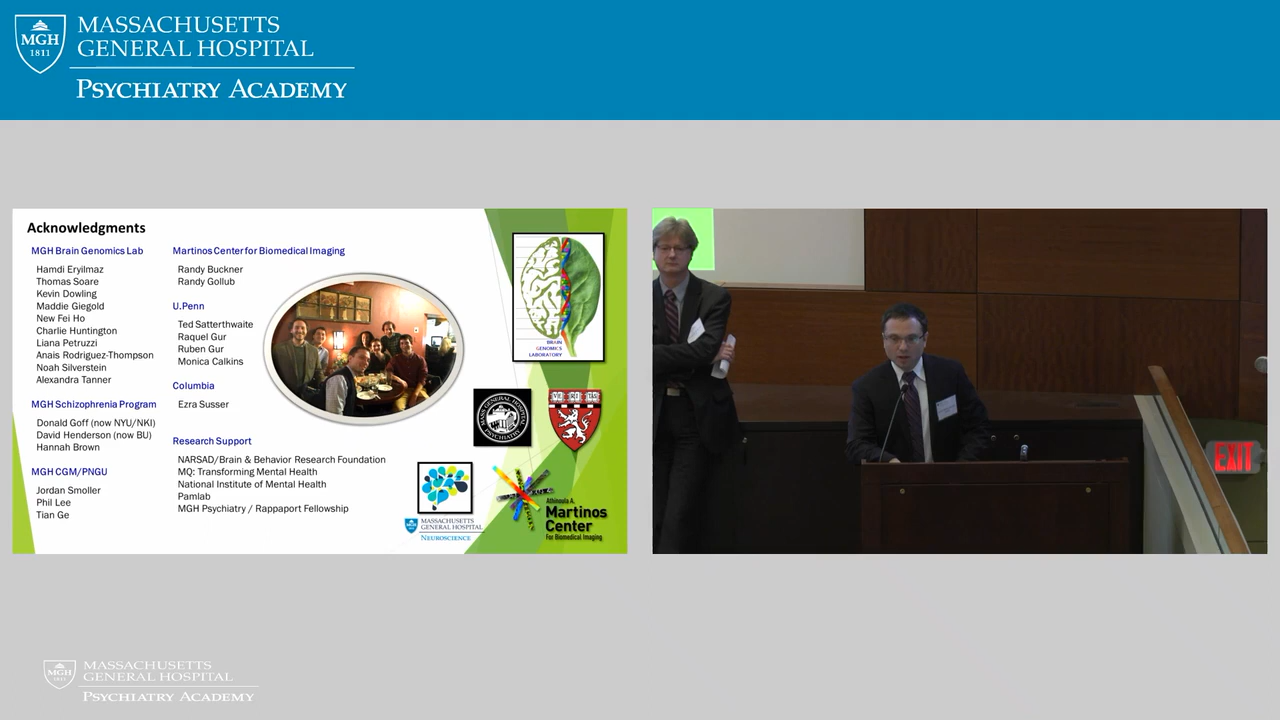 MASSACHUSETTS
GENERAL HOSPITAL
PSYCHIATRY ACADEMY
MGH
1811
Acknowledgments
MGH Brain Genomics Lab
Hamdi Eryilmaz
Thomas Soare
Kevin Dowling
Maddie Giegold
New Fei Ho
Charlie Huntington
Liana Petruzzi
Anais Rodriguez-Thompson
Noah Silverstein
Alexandra Tanner
MGH Schizophrenia Program
Donald Goff (now NYU/NKI)
David Henderson (now BU)
Hannah Brown
MGH CGM/PNGU
Jordan Smoller
Phil Lee
Tian Ge
Martinos Center for Biomedical Imaging
Randy Buckner
Randy Gollub
U.Penn
Ted Satterthwaite
Raquel Gur
Ruben Gur
Monica Calkins
Columbia
Ezra Susser
Research Support
NARSAD/Brain & Behavior Research Foundation
MQ: Transforming Mental Health
National Institute of Mental Health
Pamlab
MGH Psychiatry / Rappaport Fellowship
BRAIN
GENOMICS
LABORATORY
MASSACHUSETTS
GENERAL HOSPITAL
NEUROSCIENCE
Athinoula A.
Martinos
Center
For Biomedical Imaging
EXIT
MGH
1811
MASSACHUSETTS
GENERAL HOSPITAL
PSYCHIATRY ACADEMY